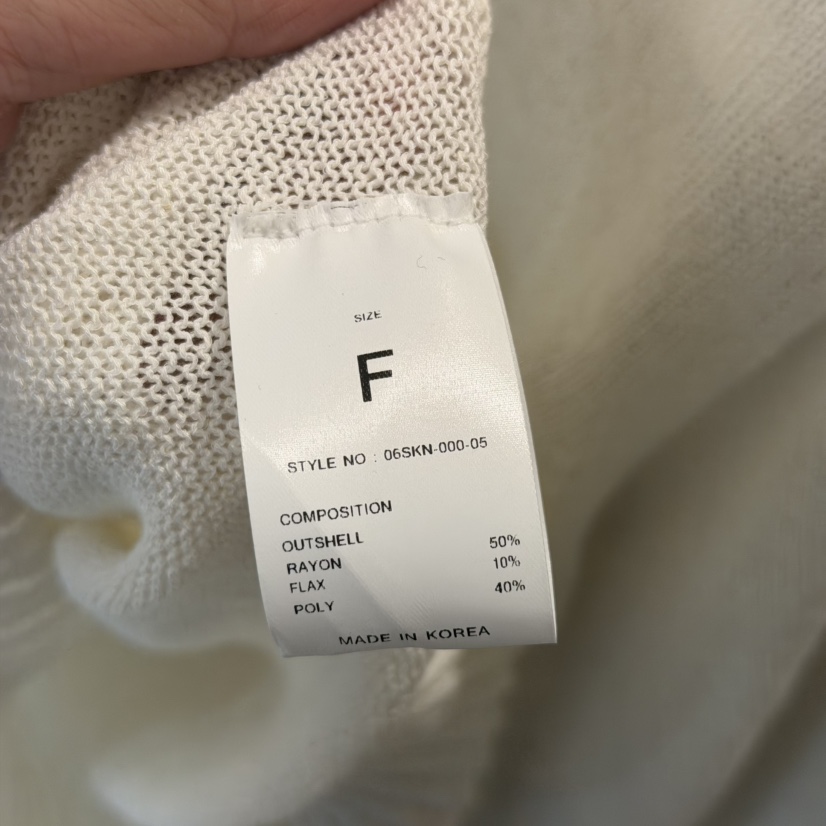 SIZE
F
STYLE NO : 06SKN-000-05
COMPOSITION
OUTSHELL
RAYON 50%
FLAX 10%
POLY 40%
MADE IN KOREA